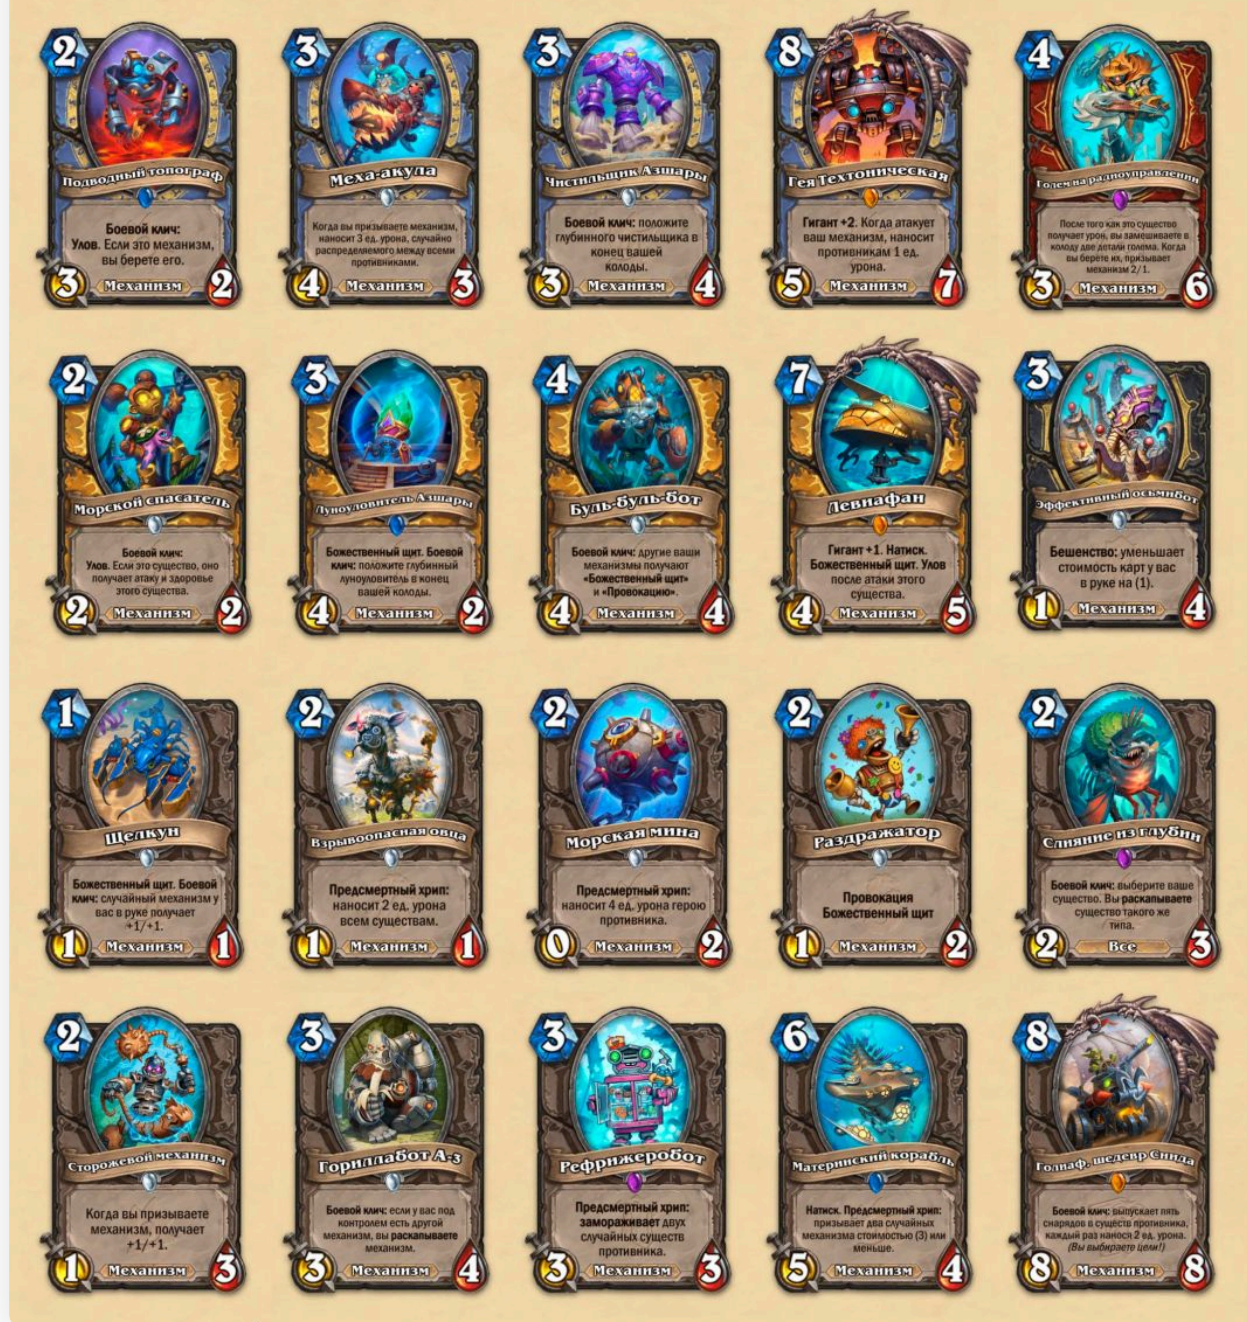 2
Подводный топограф
Боевой клич:
Улов. Если это механизм,
вы берете его.
3 Механизм 2
3
Меха-акула
Когда вы призываете механизм,
наносит 3 ед. урона, случайно
распределяемого между всеми
противниками.
4 Механизм 3
3
Чистильщик Азшары
Боевой клич: положите
глубинного чистильщика в
конец вашей
колоды.
3 Механизм 4
8
Гея Техтоническая
Гигант +2. Когда атакует
ваш механизм, наносит
противникам 1 ед.
урона.
5 Механизм 7
4
Голем на радиоуправлении
После того как это существо
получает урон, вы замешиваете в
колоду две детали голема. Когда
вы берете их, призывает
механизм 2/1.
3 Механизм 6
2
Морской спасатель
Боевой клич:
Улов. Если это существо, оно
получает атаку и здоровье
этого существа.
2 Механизм 2
3
Луноуловитель Азшары
Божественный щит. Боевой
клич: положите глубинный
луноуловитель в конец
вашей колоды.
4 Механизм 2
4
Буль-буль-бот
Боевой клич: другие ваши
механизмы получают
«Божественный щит»
и «Провокацию».
4 Механизм 4
7
Левиафан
Гигант +1. Натиск.
Божественный щит. Улов
после атаки этого
существа.
4 Механизм 5
3
Эффективный осьмибот
Бешенство: уменьшает
стоимость карт у вас
в руке на (1).
1 Механизм 4
1
Щелкун
Божественный щит. Боевой
клич: случайный механизм у
вас в руке получает
+1/+1.
1 Механизм 1
2
Взрывоопасная овца
Предсмертный хрип:
наносит 2 ед. урона
всем существам.
1 Механизм 1
2
Морская мина
Предсмертный хрип:
наносит 4 ед. урона герою
противника.
0 Механизм 2
2
Раздражатор
Провокация
Божественный щит
1 Механизм 2
2
Слияние из глубин
Боевой клич: выберите ваше
существо. Вы раскапываете
существо такого же
типа.
2 Все 3
2
Сторожевой механизм
Когда вы призываете
механизм, получает
+1/+1.
1 Механизм 3
3
Гориллабот А-3
Боевой клич: если у вас под
контролем есть другой
механизм, вы раскапываете
механизм.
3 Механизм 4
3
Рефрижеробот
Предсмертный хрип:
замораживает двух
случайных существ
противника.
3 Механизм 3
6
Материнский корабль
Натиск. Предсмертный хрип:
призывает два случайных
механизма стоимостью (3) или
меньше.
5 Механизм 4
8
Голиаф, шедевр Снида
Боевой клич: выпускает пять
снарядов в существ противника,
каждый раз нанося 2 ед. урона.
(Вы выбираете цели!)
8 Механизм 8